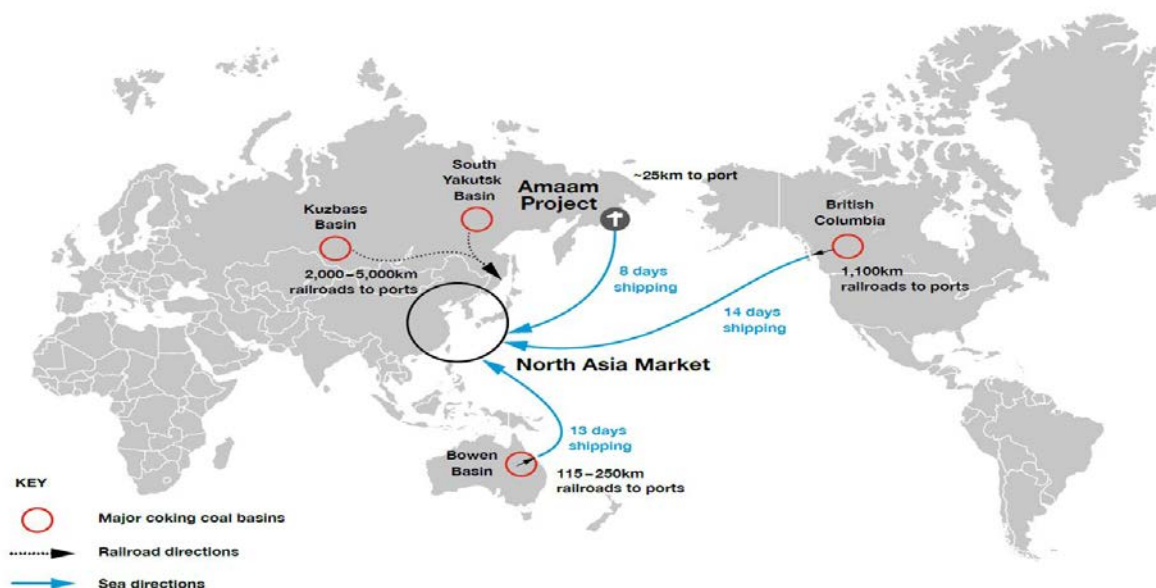 South
Yakutsk
Basin
Amaam
Project
~25km to port
Kuzbass
Basin
British
Columbia
2,000–5,000km
railroads to ports
8 days
shipping
1,100km
railroads to ports
14 days
shipping
North Asia Market
13 days
shipping
Bowen
Basin
115–250km
railroads to ports
KEY
Major coking coal basins
Railroad directions
Sea directions